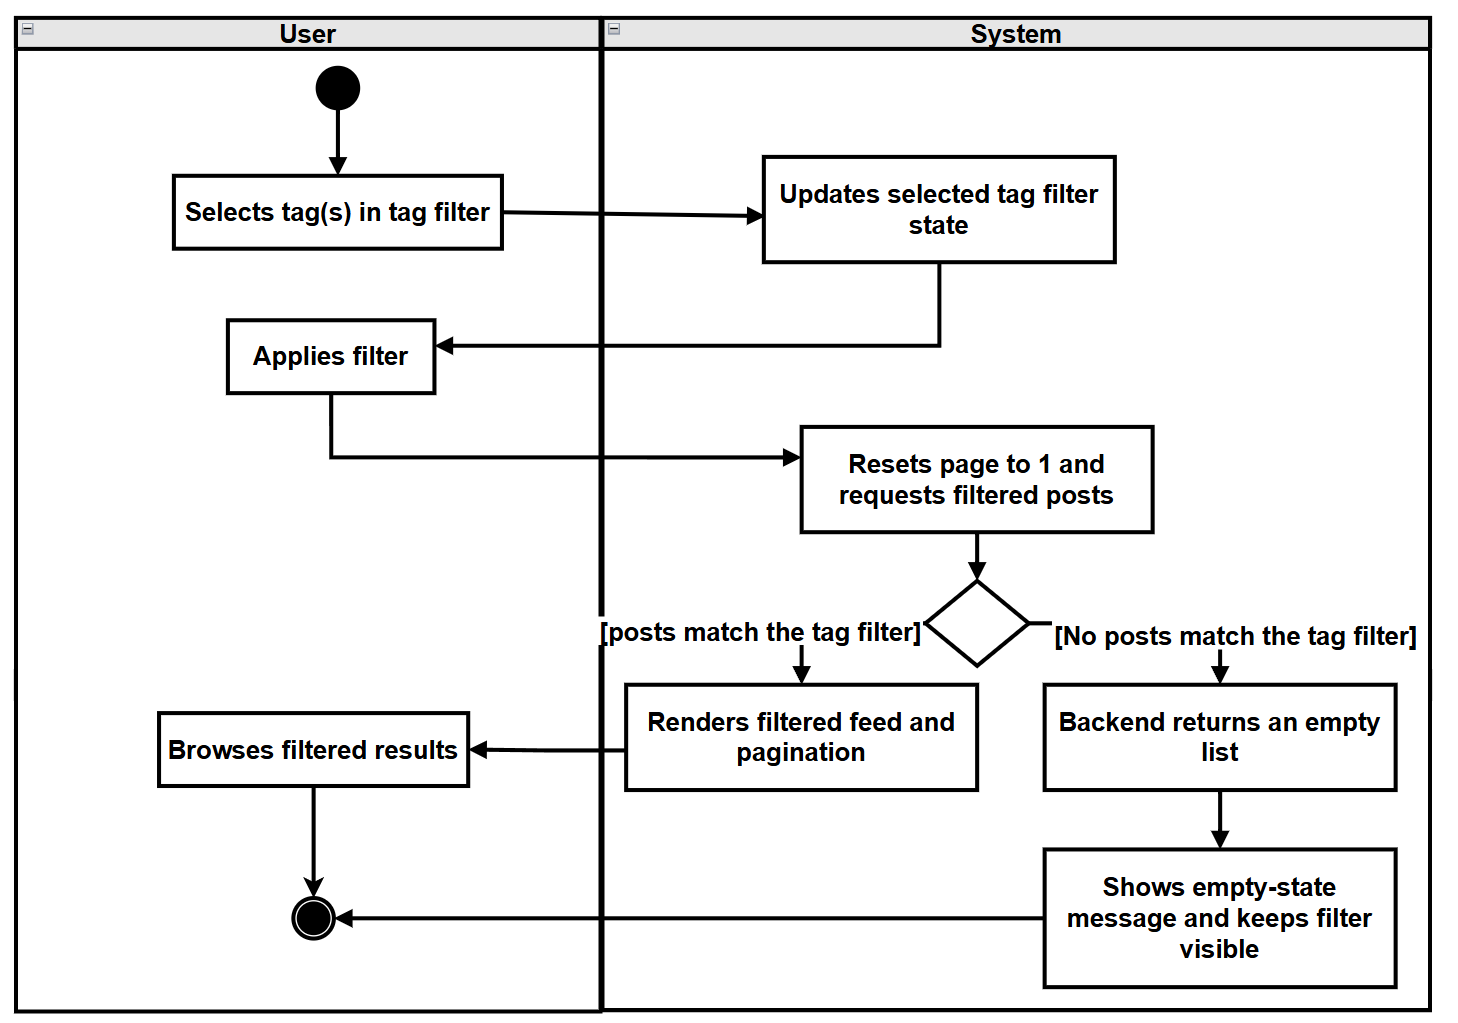 User
System
Selects tag(s) in tag filter
Updates selected tag filter
state
Applies filter
Resets page to 1 and
requests filtered posts
[posts match the tag filter]
[No posts match the tag filter]
Renders filtered feed and
pagination
Backend returns an empty
list
Browses filtered results
Shows empty-state
message and keeps filter
visible